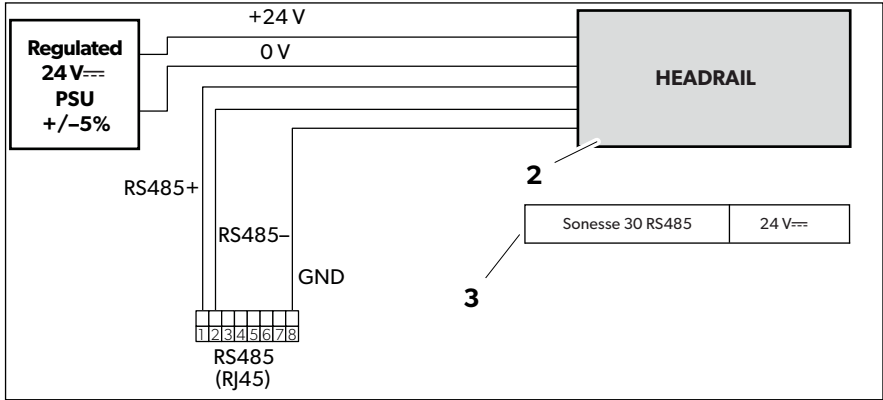 +24 V
0 V
Regulated
24 V⎓
PSU
+/–5%
HEADRAIL
2
RS485+
RS485–
GND
Sonesse 30 RS485
24 V⎓
3
1 2 3 4 5 6 7 8
RS485
(RJ45)